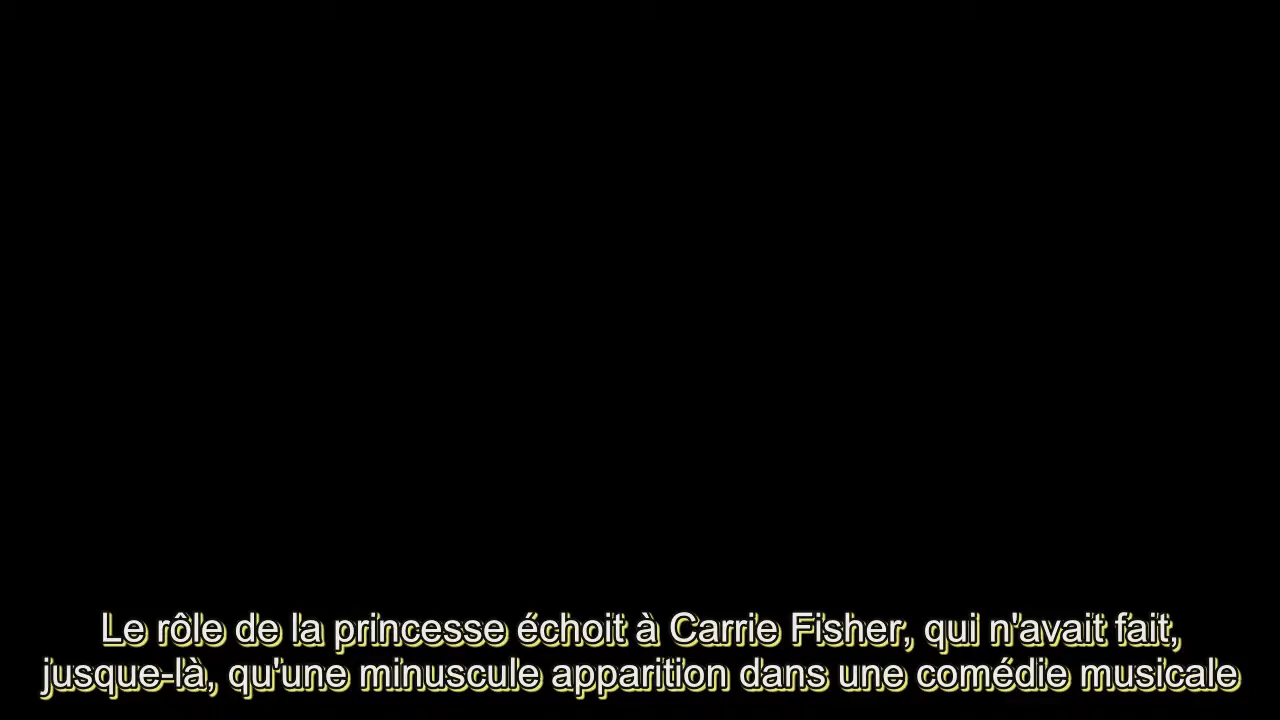 Le rôle de la princesse échoit à Carrie Fisher, qui n'avait fait,
jusque-là, qu'une minuscule apparition dans une comédie musicale